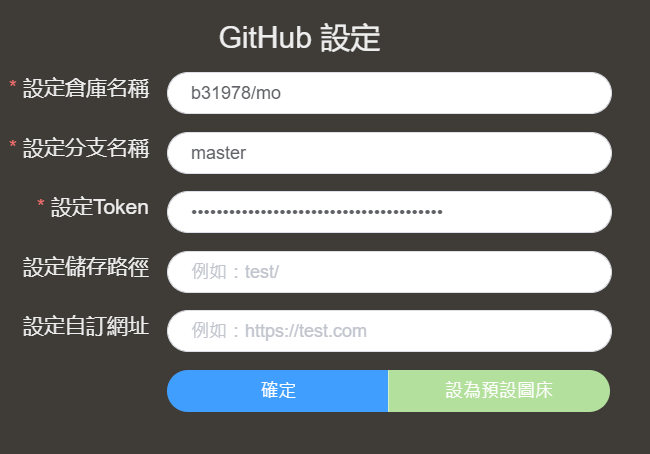 GitHub 設定
* 設定倉庫名稱 b31978/mo
* 設定分支名稱 master
* 設定Token ••••••••••••••••••••••••••••••••••••••••
設定儲存路徑 例如：test/
設定自訂網址 例如：https://test.com
確定 設為預設圖床